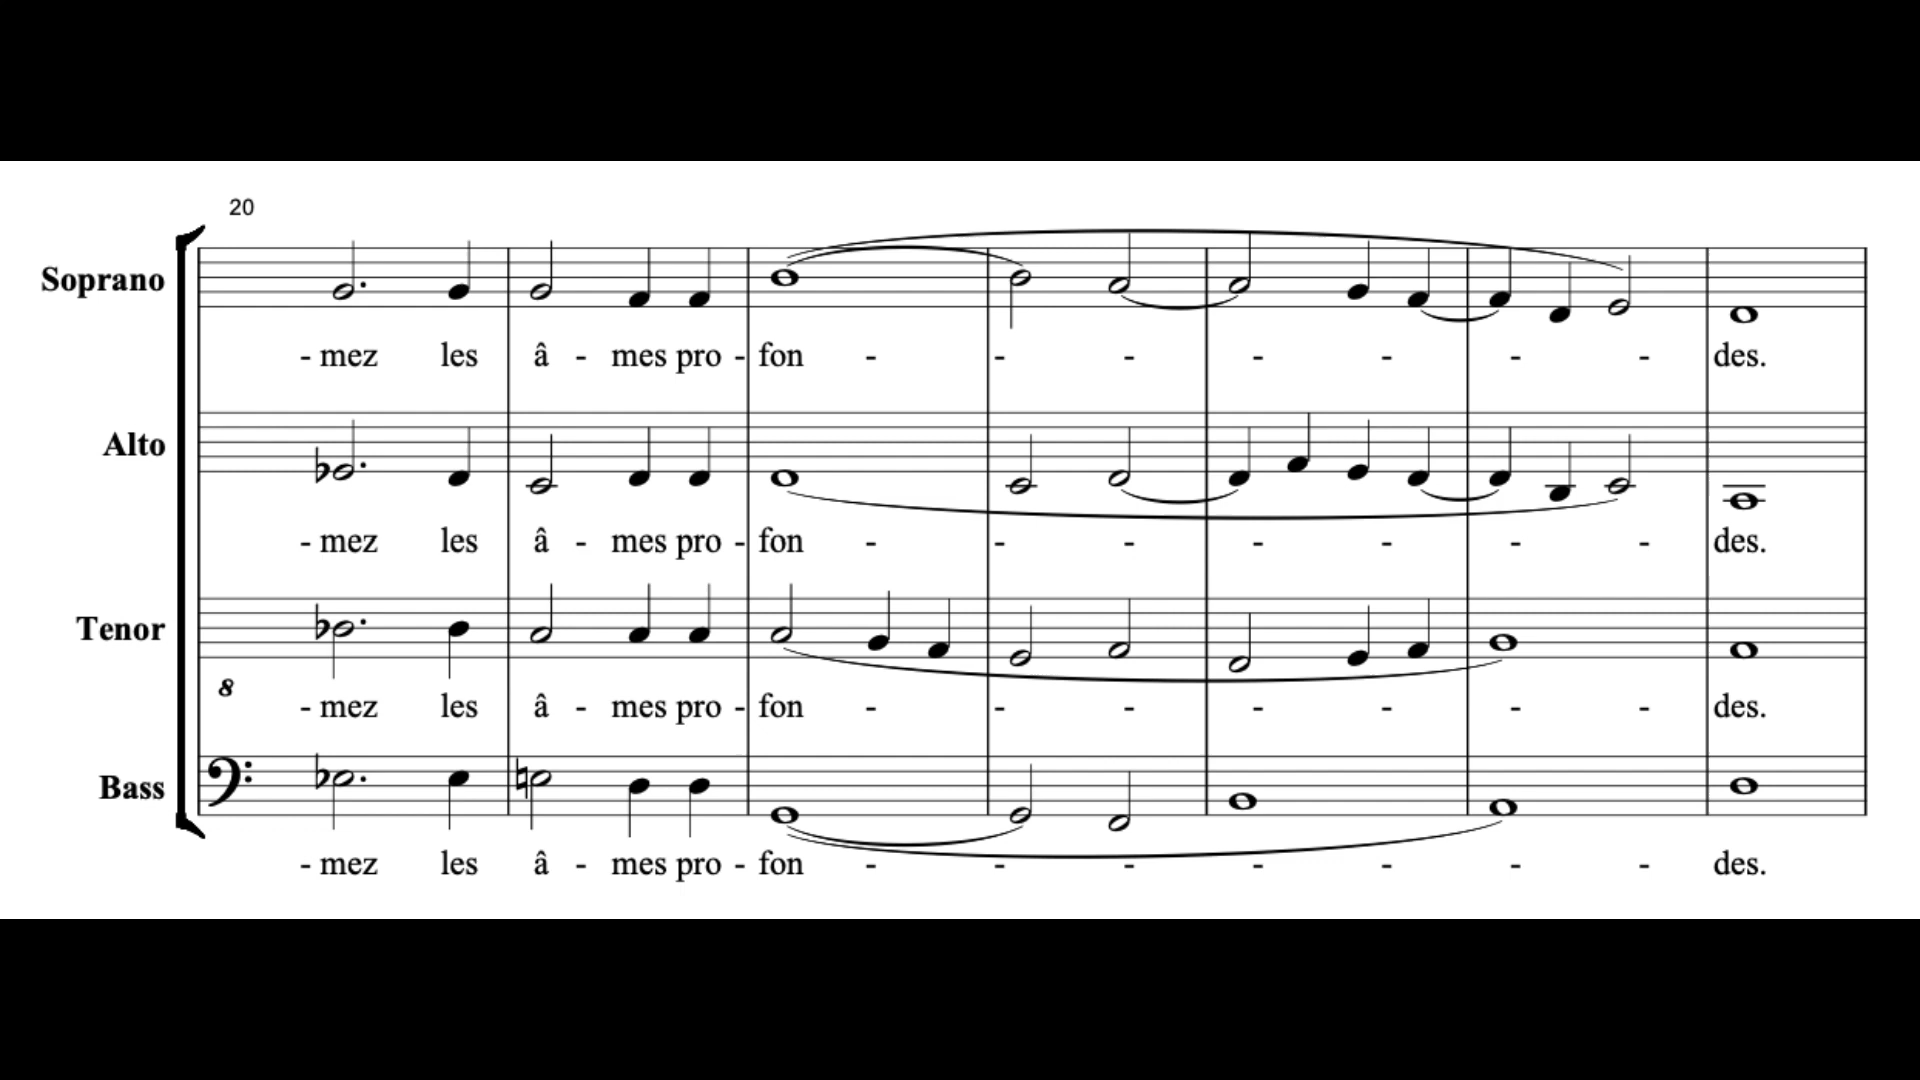 20
Soprano
- mez les â - mes pro - fon - - - - - - - des.
Alto
- mez les â - mes pro - fon - - - - - - - des.
Tenor
8
- mez les â - mes pro - fon - - - - - - - des.
Bass
- mez les â - mes pro - fon - - - - - - - des.